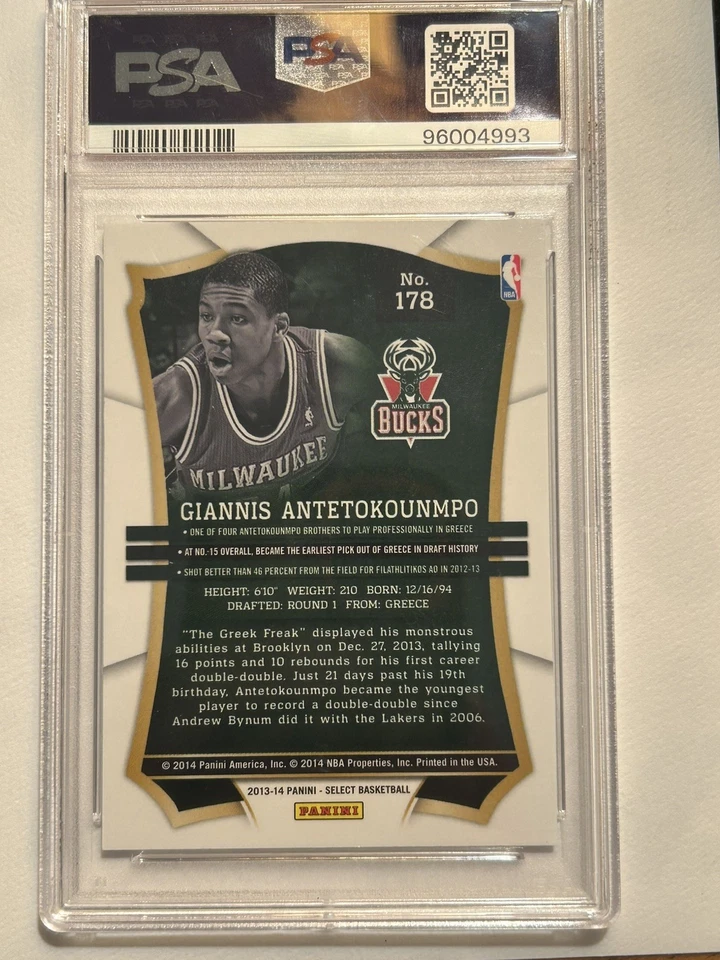 PSA
PSA
96004993
No.
178
NBA
MILWAUKEE
BUCKS
MILWAUKEE
GIANNIS ANTETOKOUNMPO
• ONE OF FOUR ANTETOKOUNMPO BROTHERS TO PLAY PROFESSIONALLY IN GREECE
• AT NO. 15 OVERALL, BECAME THE EARLIEST PICK OUT OF GREECE IN DRAFT HISTORY
• SHOT BETTER THAN 46 PERCENT FROM THE FIELD FOR FILATHLITIKOS AO IN 2012-13
HEIGHT: 6'10" WEIGHT: 210 BORN: 12/16/94
DRAFTED: ROUND 1 FROM: GREECE
"The Greek Freak" displayed his monstrous
abilities at Brooklyn on Dec. 27, 2013, tallying
16 points and 10 rebounds for his first career
double-double. Just 21 days past his 19th
birthday, Antetokounmpo became the youngest
player to record a double-double since
Andrew Bynum did it with the Lakers in 2006.
© 2014 Panini America, Inc. © 2014 NBA Properties, Inc. Printed in the USA.
2013-14 PANINI - SELECT BASKETBALL
PANINI